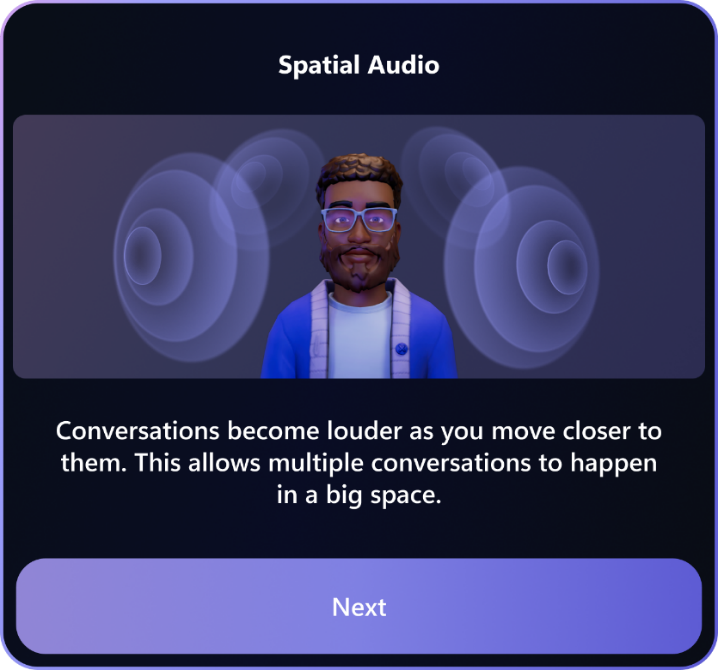 Spatial Audio
Conversations become louder as you move closer to
them. This allows multiple conversations to happen
in a big space.
Next